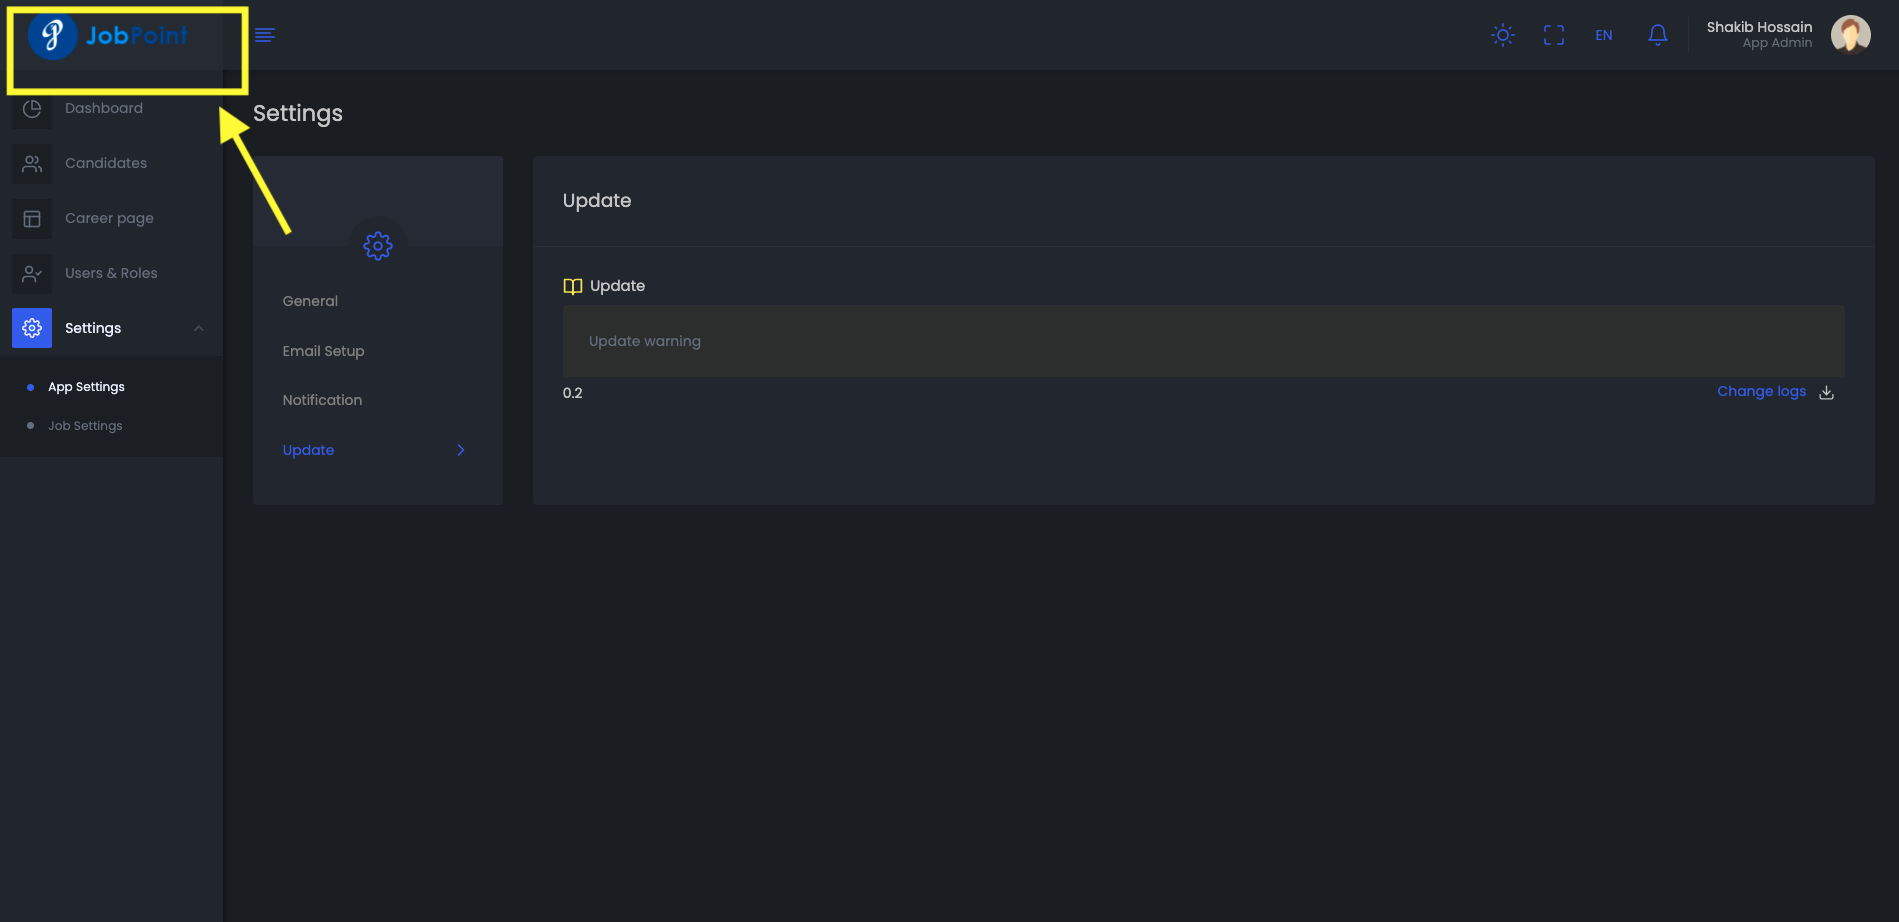 JobPoint
EN
Shakib Hossain
App Admin
Dashboard
Candidates
Career page
Users & Roles
Settings
App Settings
Job Settings
Settings
General
Email Setup
Notification
Update
Update
Update
Update warning
0.2
Change logs